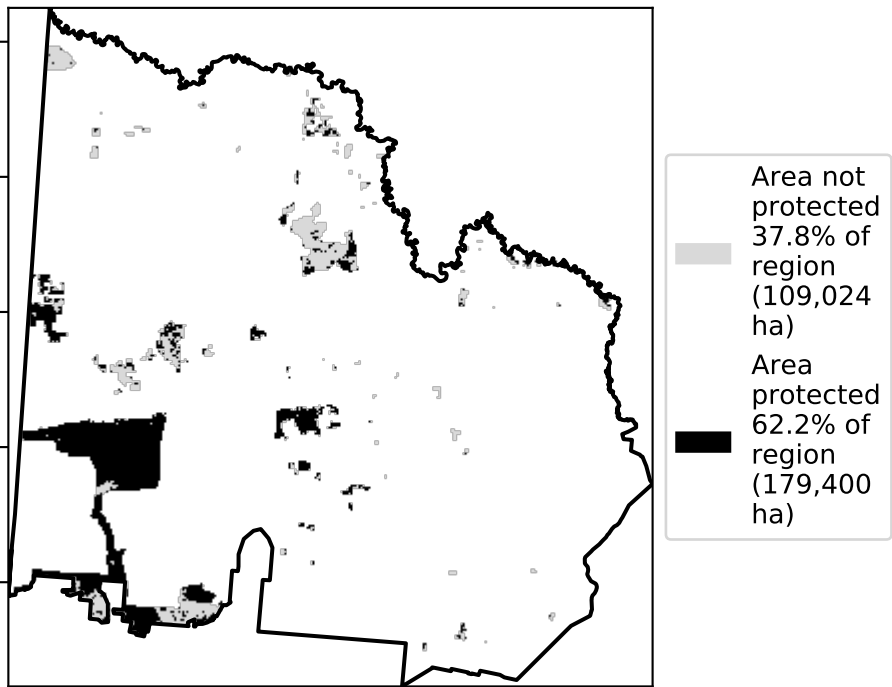 Area not
protected
37.8% of
region
(109,024
ha)
Area
protected
62.2% of
region
(179,400
ha)